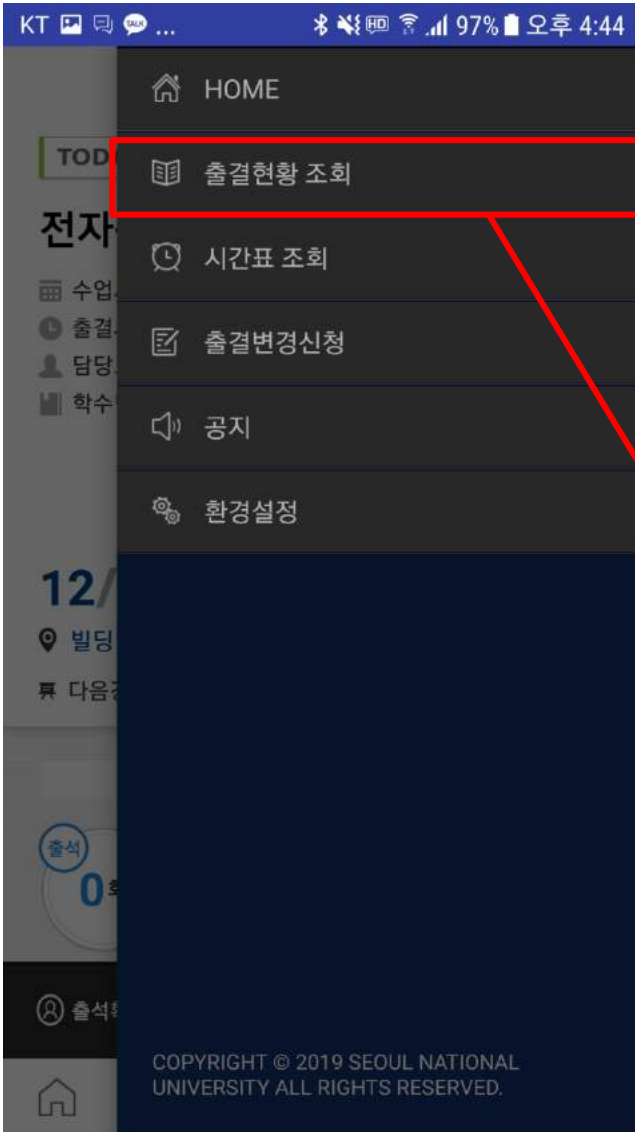 KT ... 97% 오후 4:44
HOME
TOD
출결현황 조회
전자
시간표 조회
수업
출결
출결변경신청
담당
학수
공지
환경설정
12/
빌딩
다음
출석
0
출석
COPYRIGHT © 2019 SEOUL NATIONAL
UNIVERSITY ALL RIGHTS RESERVED.